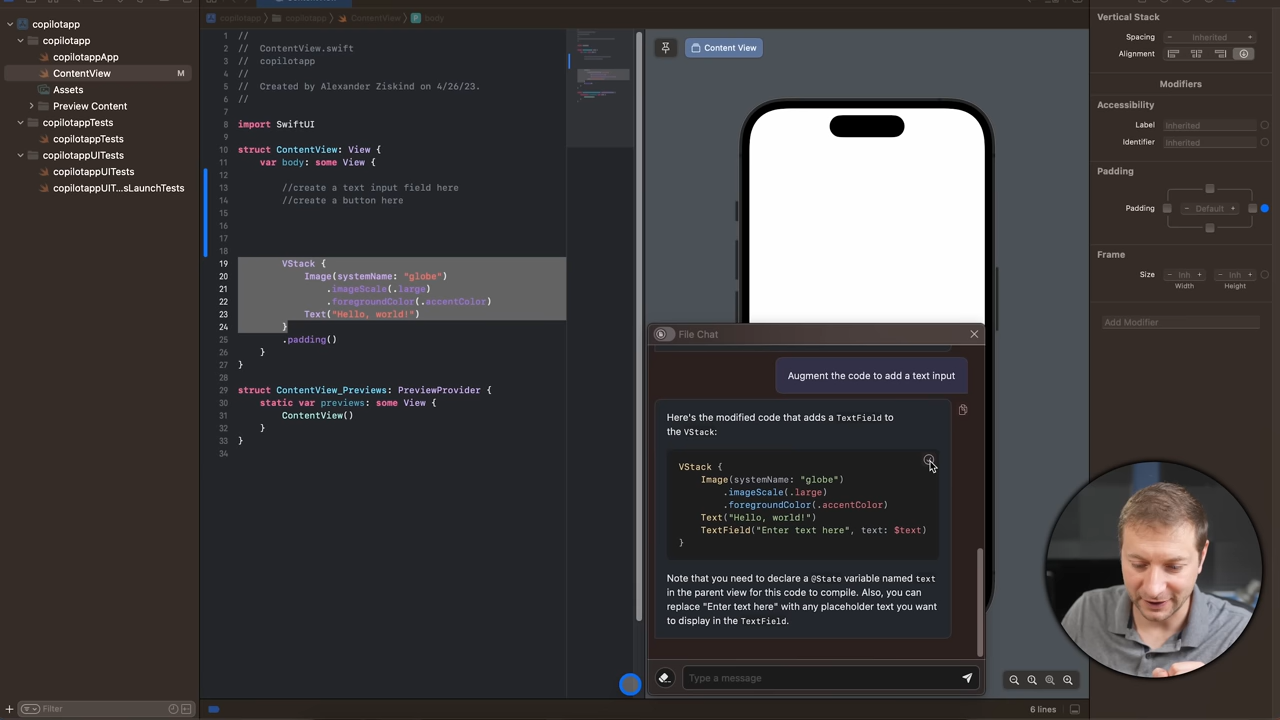 copilotapp
copilotapp
copilotappApp
ContentView
M
Assets
Preview Content
copilotappTests
copilotappTests
copilotappUITests
copilotappUITests
copilotappUIT...sLaunchTests
Filter
copilotapp
copilotapp
ContentView
body
1 //
2 //  ContentView.swift
3 //  copilotapp
4 //
5 //  Created by Alexander Ziskind on 4/26/23.
6 //
7
8 import SwiftUI
9
10 struct ContentView: View {
11     var body: some View {
12
13         //create a text input field here
14         //create a button here
15
16
17
18
19         VStack {
20             Image(systemName: "globe")
21                 .imageScale(.large)
22                 .foregroundColor(.accentColor)
23             Text("Hello, world!")
24         }
25         .padding()
26     }
27 }
28
29 struct ContentView_Previews: PreviewProvider {
30     static var previews: some View {
31         ContentView()
32     }
33 }
34
Content View
File Chat
Augment the code to add a text input
Here's the modified code that adds a TextField to
the VStack:
VStack {
    Image(systemName: "globe")
        .imageScale(.large)
        .foregroundColor(.accentColor)
    Text("Hello, world!")
    TextField("Enter text here", text: $text)
}
Note that you need to declare a @State variable named text
in the parent view for this code to compile. Also, you can
replace "Enter text here" with any placeholder text you want
to display in the TextField.
Type a message
6 lines
Vertical Stack
Spacing
− Inherited +
Alignment
Modifiers
Accessibility
Label
Inherited
Identifier
Inherited
Padding
Padding
− Default +
Frame
Size
− Inh +
− Inh +
Width
Height
Add Modifier